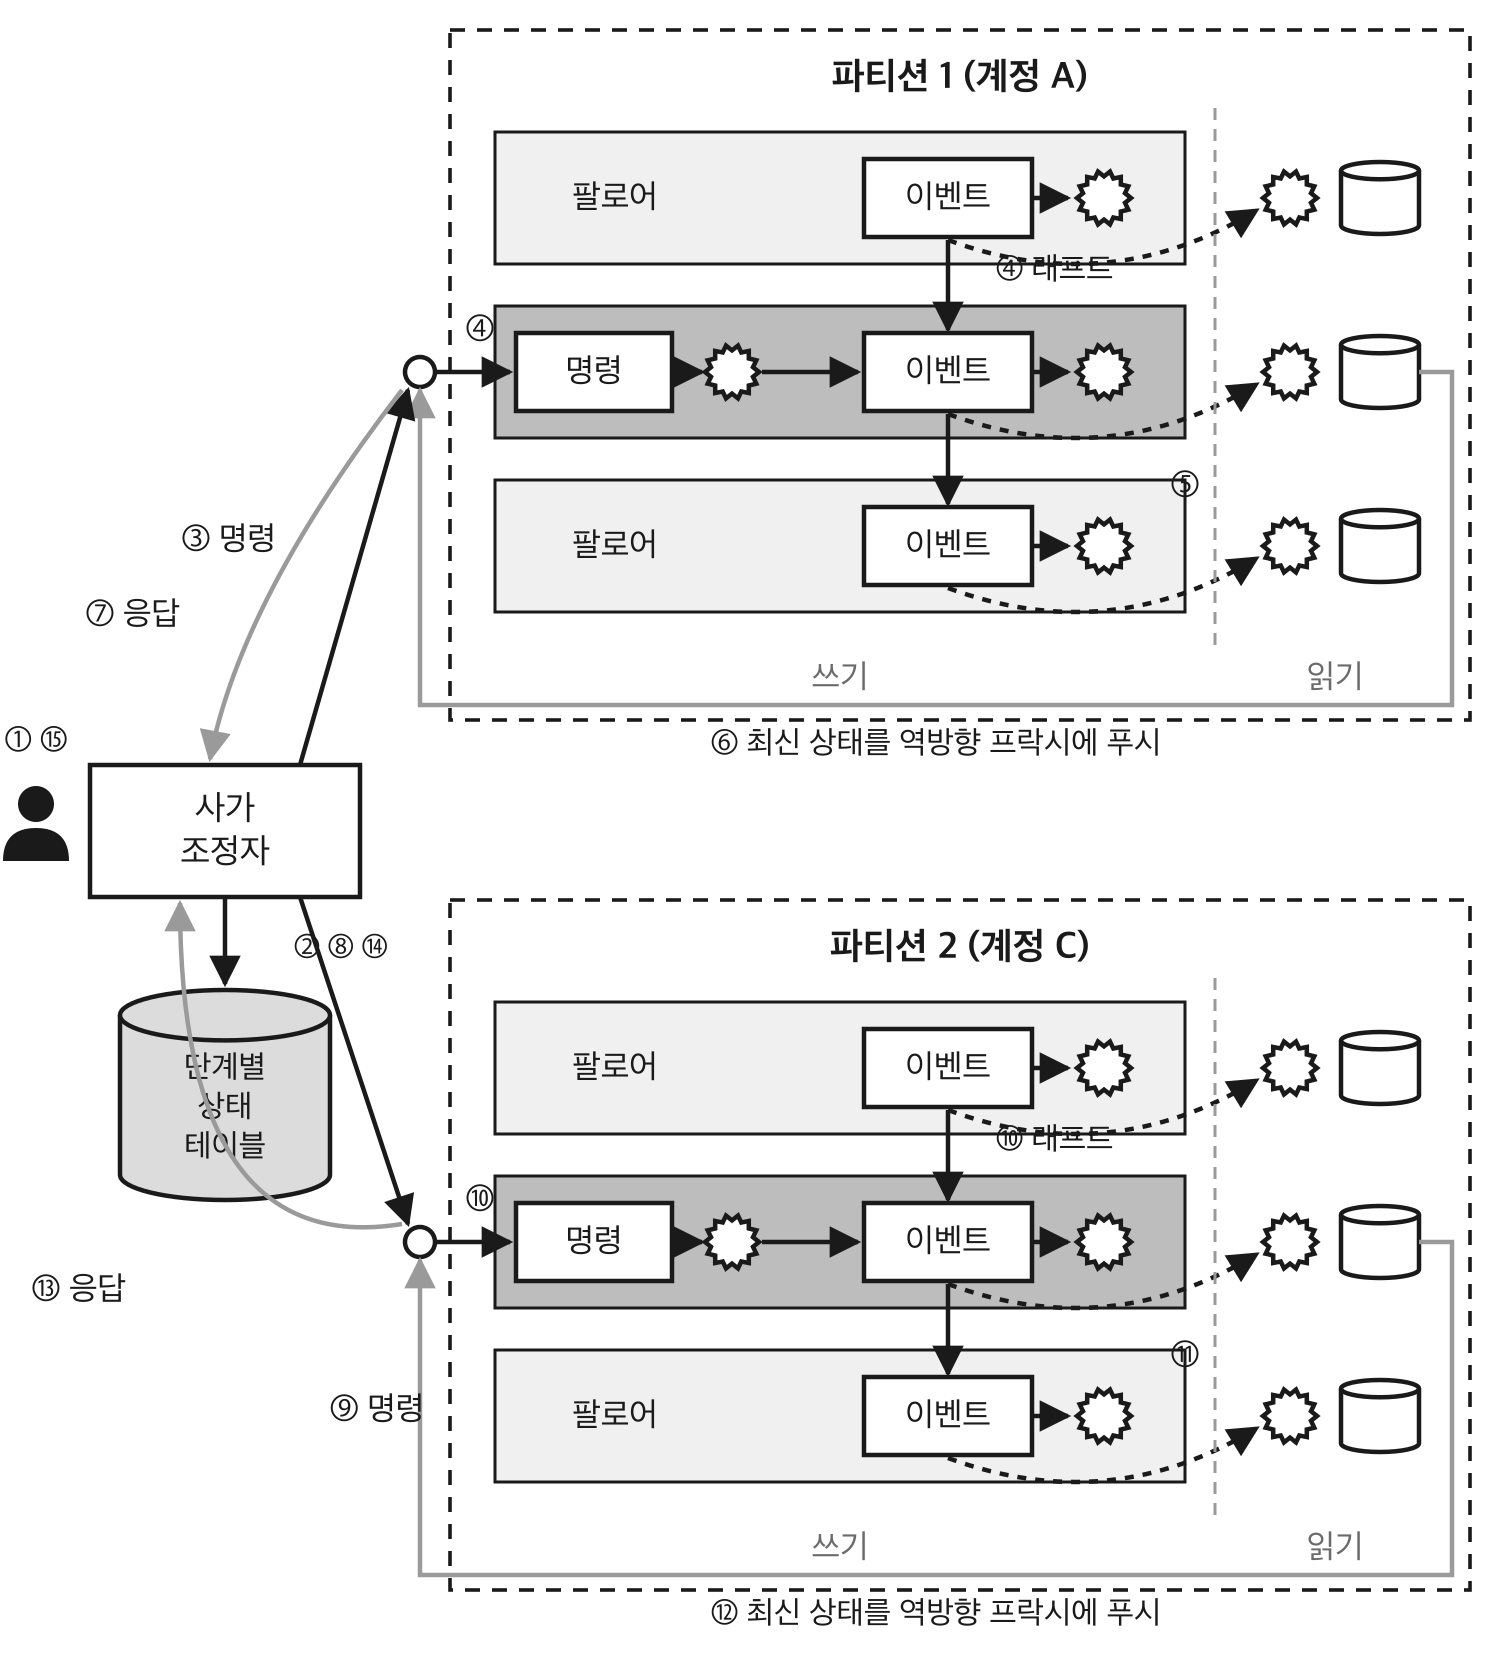 파티션 1 (계정 A)
팔로어
이벤트
④ 래프트
④
명령
이벤트
⑤
팔로어
이벤트
③ 명령
⑦ 응답
쓰기
읽기
⑥ 최신 상태를 역방향 프락시에 푸시
① ⑮
사가
조정자
② ⑧ ⑭
단계별
상태
테이블
파티션 2 (계정 C)
팔로어
이벤트
⑩ 래프트
⑩
명령
이벤트
⑪
팔로어
이벤트
⑬ 응답
⑨ 명령
쓰기
읽기
⑫ 최신 상태를 역방향 프락시에 푸시